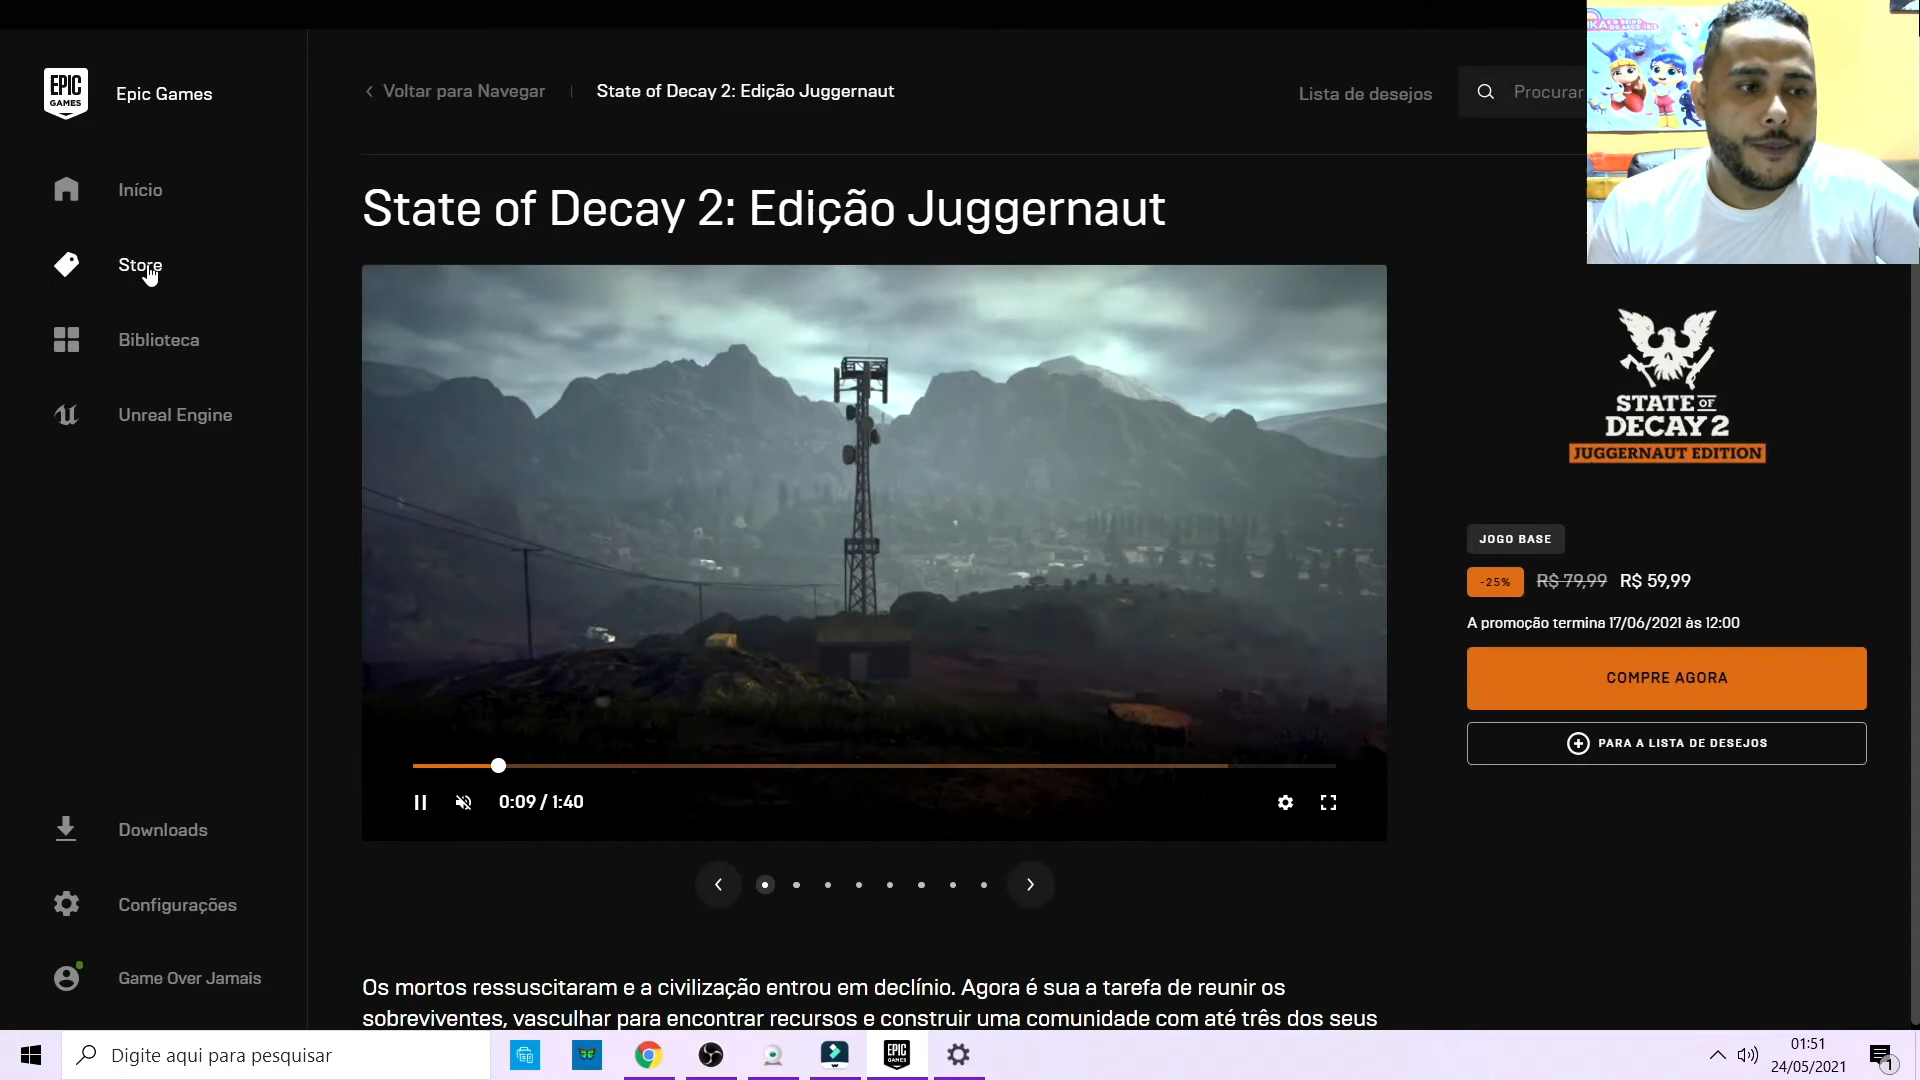 EPIC
GAMES
Epic Games
Voltar para Navegar
State of Decay 2: Edição Juggernaut
Lista de desejos
Procurar
Início
Store
Biblioteca
Unreal Engine
State of Decay 2: Edição Juggernaut
STATE OF
DECAY 2
JUGGERNAUT EDITION
JOGO BASE
-25% R$ 79,99 R$ 59,99
A promoção termina 17/06/2021 às 12:00
COMPRE AGORA
PARA A LISTA DE DESEJOS
0:09 / 1:40
Downloads
Configurações
Game Over Jamais
Os mortos ressuscitaram e a civilização entrou em declínio. Agora é sua a tarefa de reunir os
sobreviventes, vasculhar para encontrar recursos e construir uma comunidade com até três dos seus
Digite aqui para pesquisar
EPIC
GAMES
01:51
24/05/2021
1